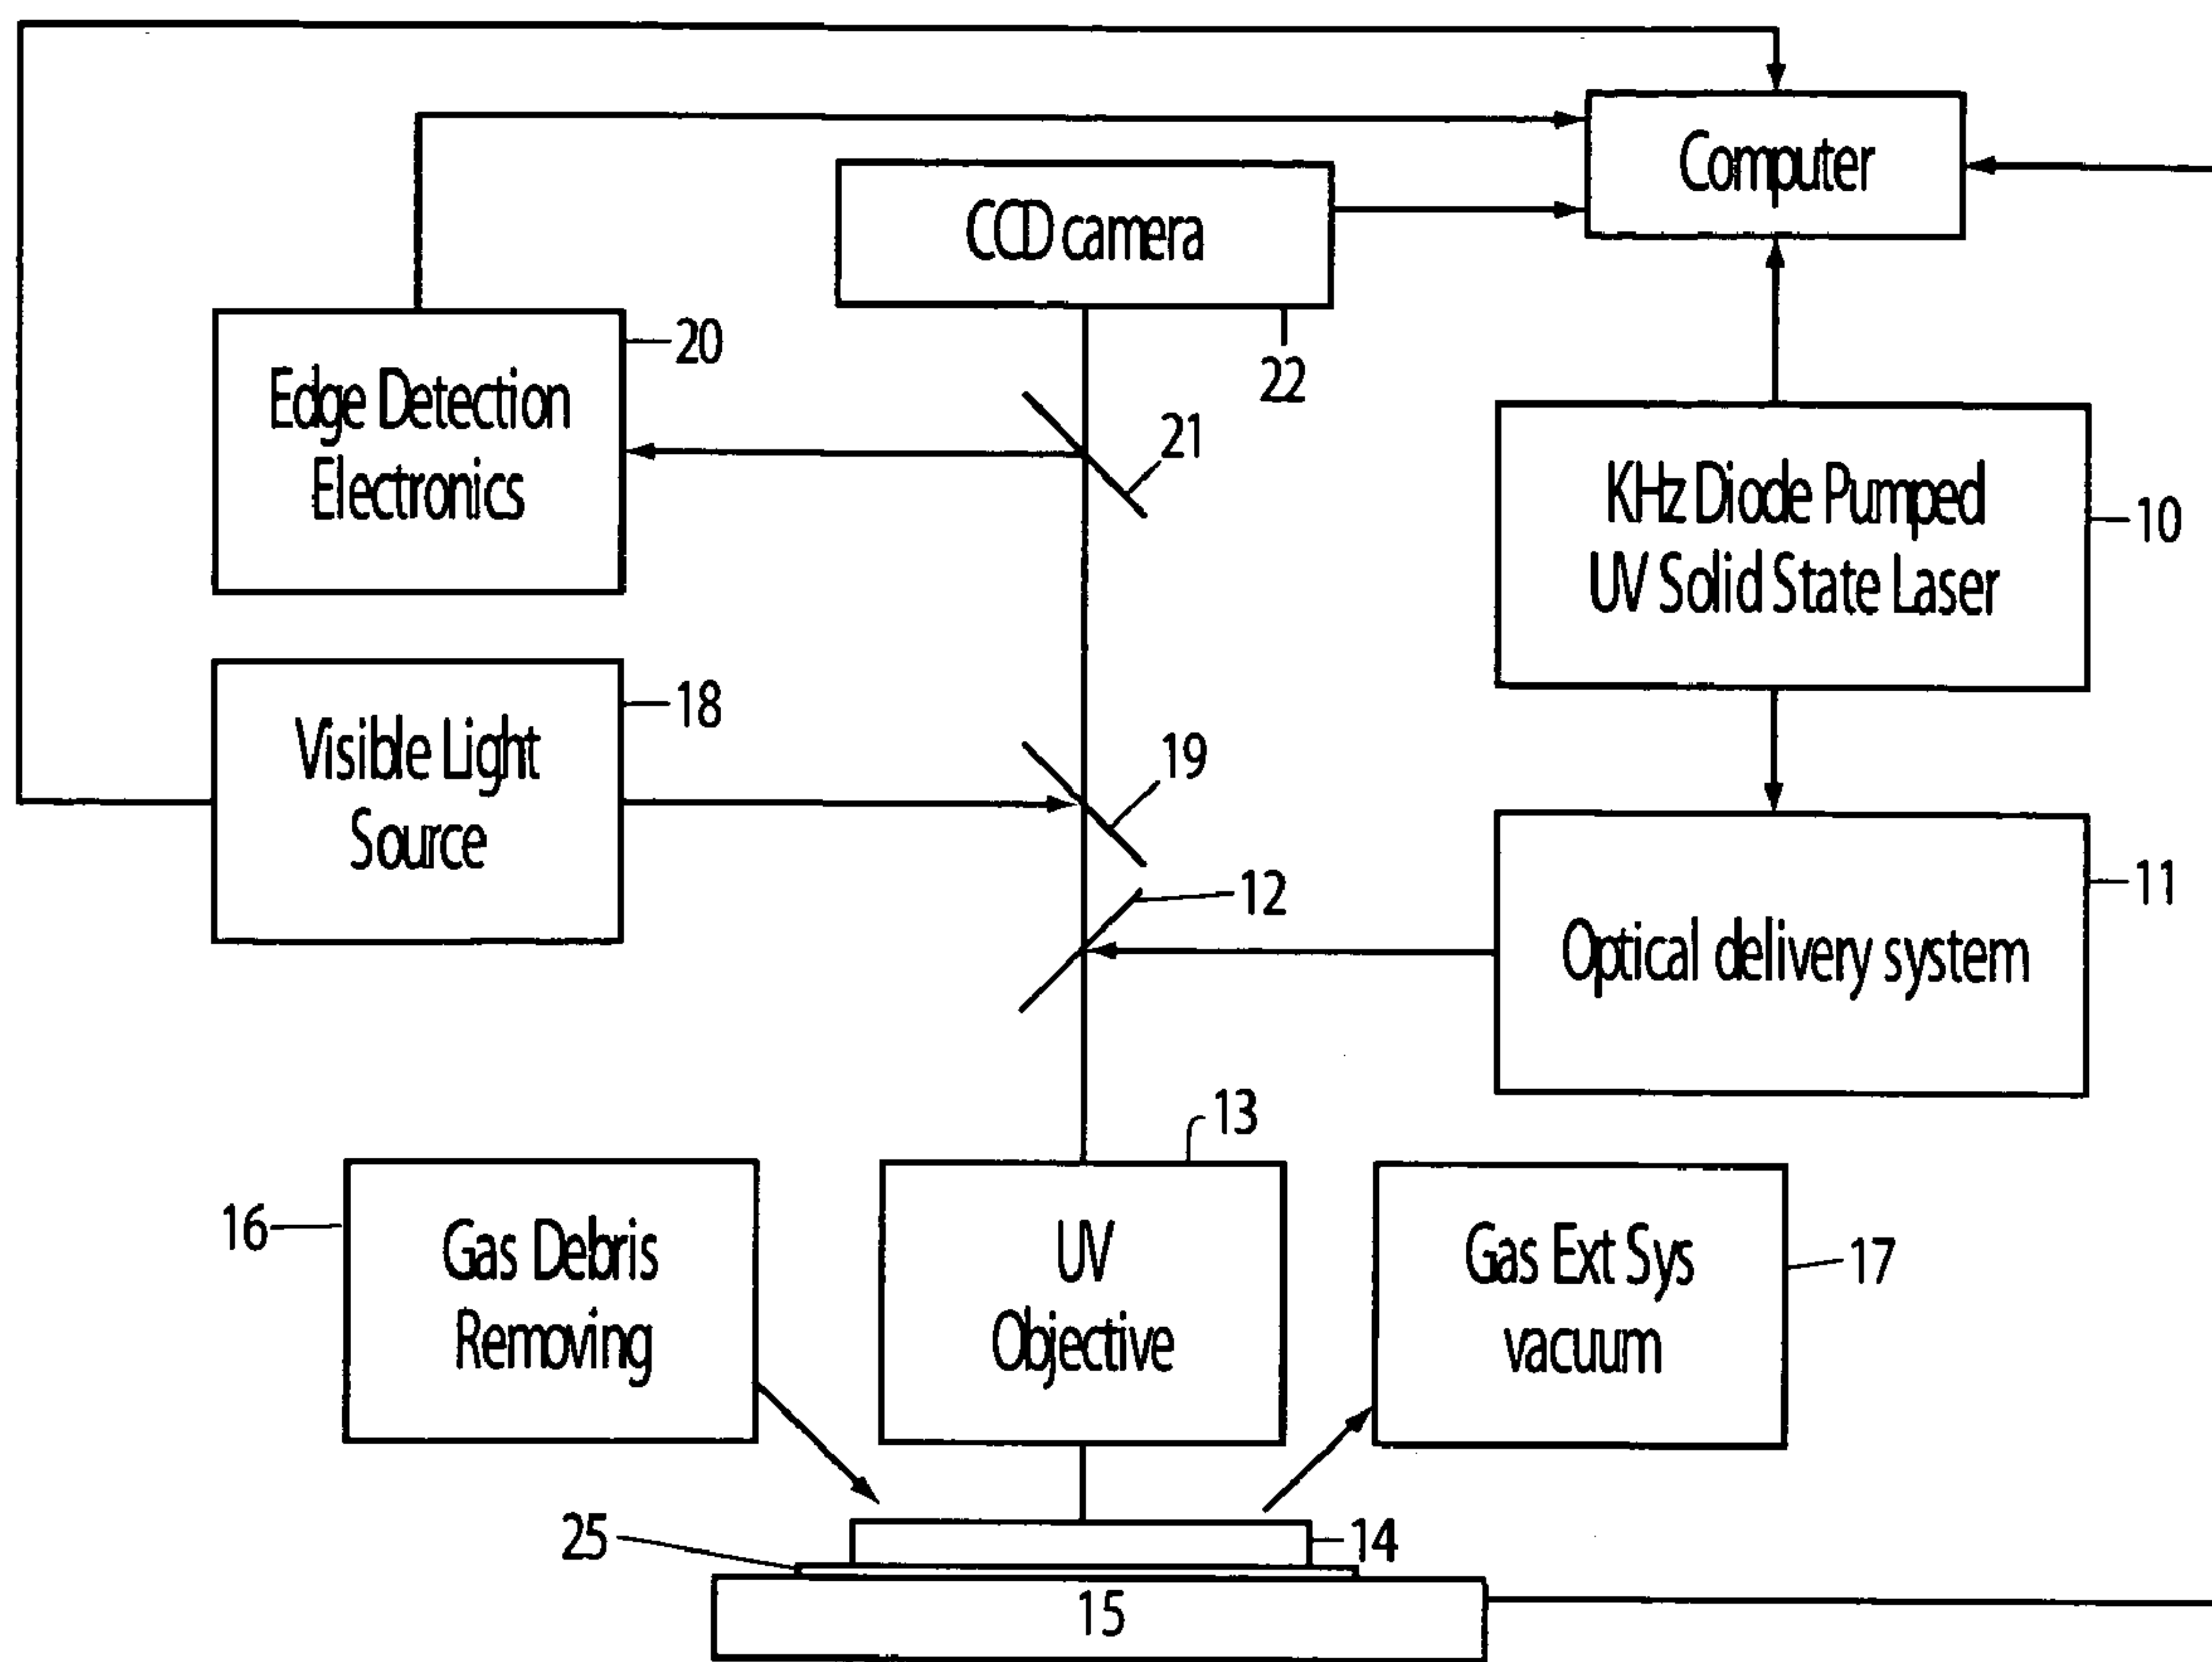 Computer
CCD camera
22
20
Edge Detection
Electronics
21
KHz Diode Pumped
UV Solid State Laser
10
18
Visible Light
Source
19
12
11
Optical delivery system
13
16
Gas Debris
Removing
UV
Objective
Gas Ext Sys
vacuum
17
25
14
15